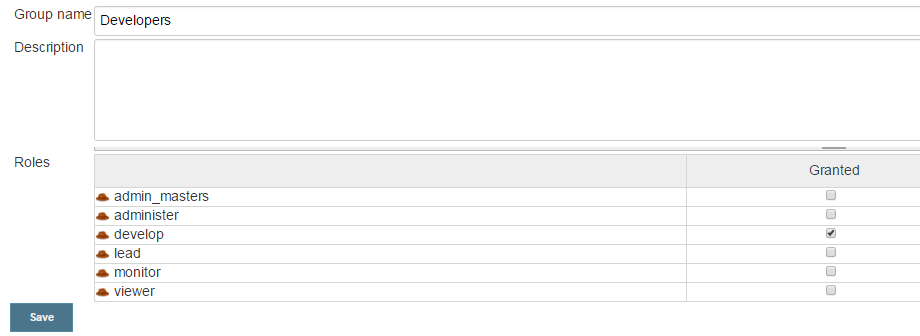 Group name Developers
Description
Roles
Granted
admin_masters
administer
develop
lead
monitor
viewer
Save